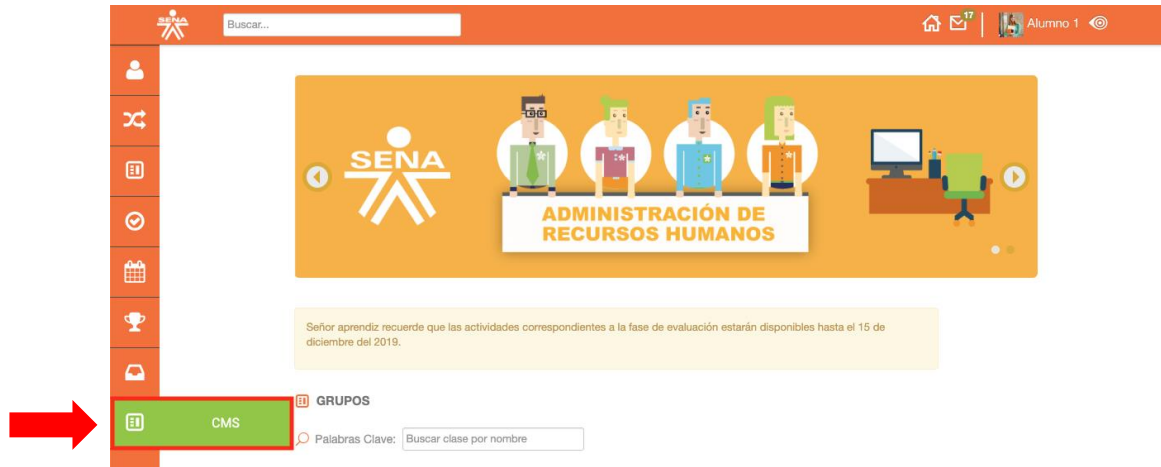 SENA
Buscar...
17
Alumno 1
SENA
ADMINISTRACIÓN DE
RECURSOS HUMANOS
Señor aprendiz recuerde que las actividades correspondientes a la fase de evaluación estarán disponibles hasta el 15 de
diciembre del 2019.
GRUPOS
CMS
Palabras Clave: Buscar clase por nombre